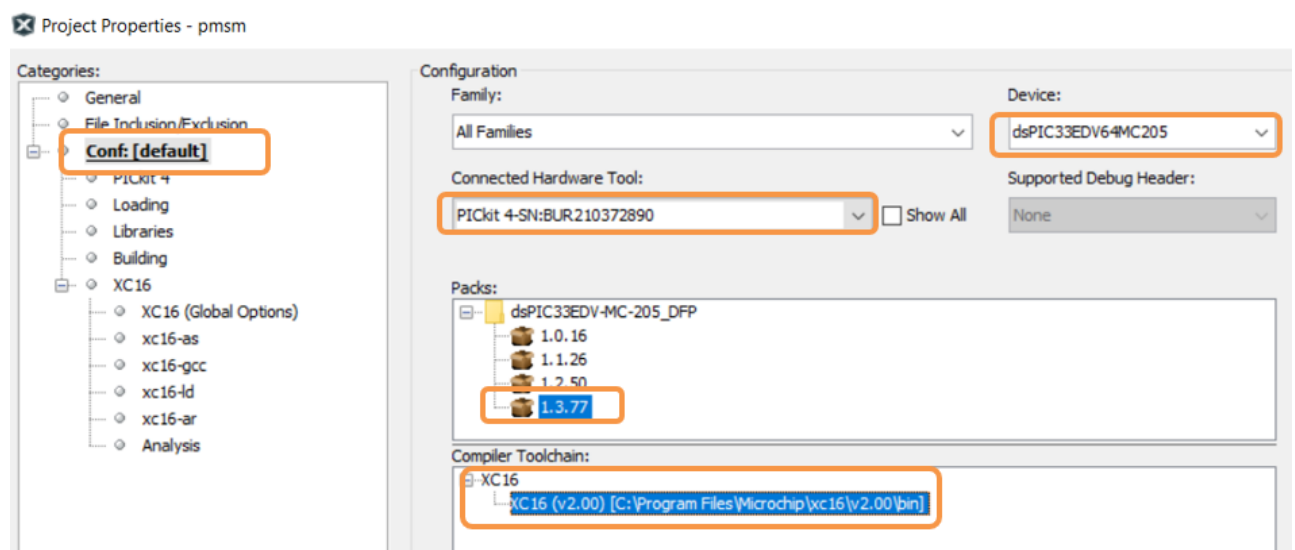 Project Properties - pmsm
Categories:
General
File Inclusion/Exclusion
Conf: [default]
PICkit 4
Loading
Libraries
Building
XC16
XC16 (Global Options)
xc16-as
xc16-gcc
xc16-ld
xc16-ar
Analysis
Configuration
Family:
Device:
All Families
dsPIC33EDV64MC205
Connected Hardware Tool:
Supported Debug Header:
PICkit 4-SN:BUR210372890
Show All
None
Packs:
dsPIC33EDV-MC-205_DFP
1.0.16
1.1.26
1.2.50
1.3.77
Compiler Toolchain:
XC16
XC16 (v2.00) [C:\Program Files\Microchip\xc16\v2.00\bin]